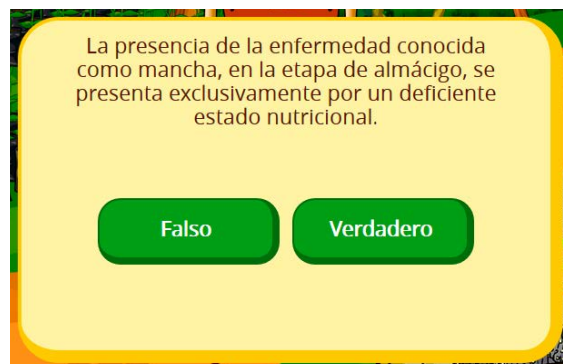 La presencia de la enfermedad conocida
como mancha, en la etapa de almácigo, se
presenta exclusivamente por un deficiente
estado nutricional.
Falso
Verdadero